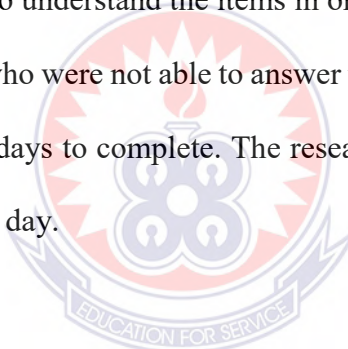 o understand the items in or
who were not able to answer
days to complete. The resea
day.
EDUCATION FOR SERVICE